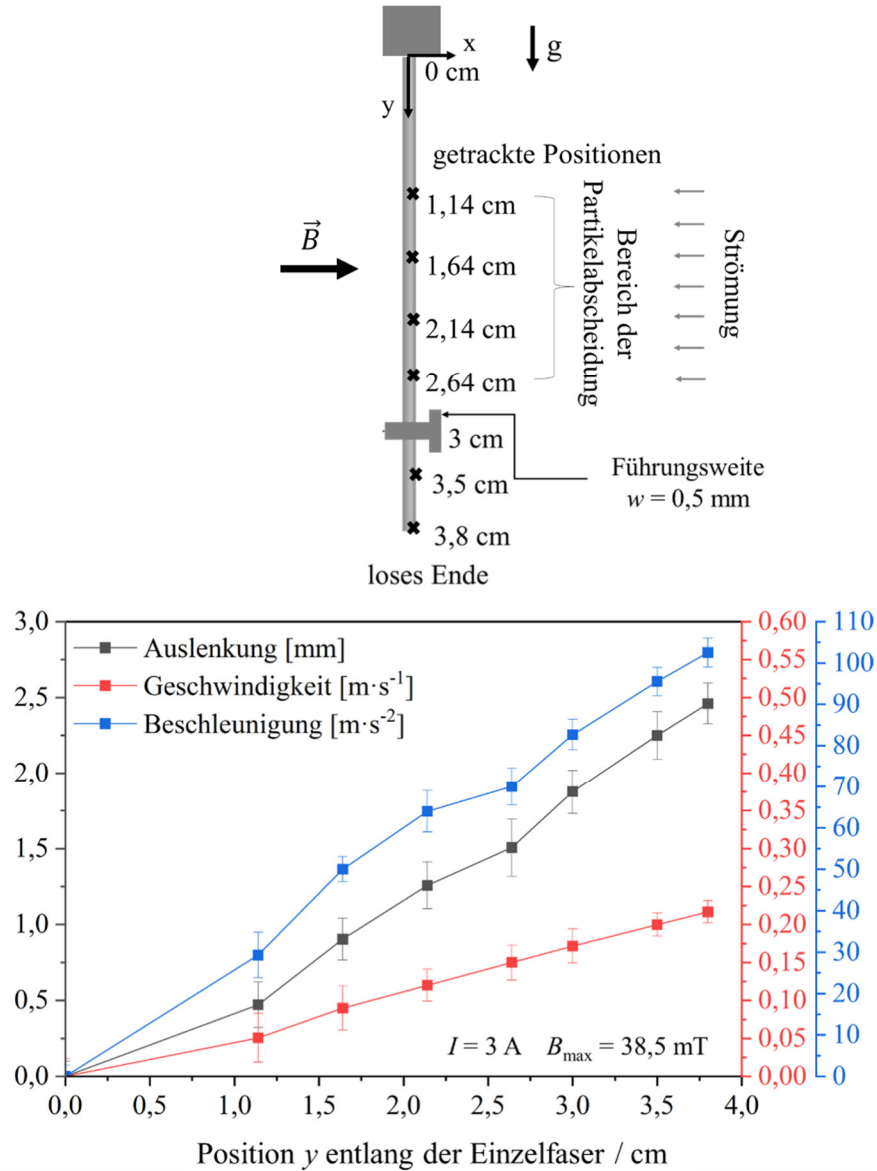 x
g
0 cm
y
getrackte Positionen
1,14 cm
1,64 cm
2,14 cm
2,64 cm
Bereich der
Partikelabscheidung
Strömung
B
3 cm
Führungsweite
w = 0,5 mm
3,5 cm
3,8 cm
loses Ende
Auslenkung [mm]
Geschwindigkeit [m·s⁻¹]
Beschleunigung [m·s⁻²]
3,0
2,5
2,0
1,5
1,0
0,5
0,0
0,60
0,55
0,50
0,45
0,40
0,35
0,30
0,25
0,20
0,15
0,10
0,05
0,00
110
100
90
80
70
60
50
40
30
20
10
0
I = 3 A B_max = 38,5 mT
0,0 0,5 1,0 1,5 2,0 2,5 3,0 3,5 4,0
Position y entlang der Einzelfaser / cm